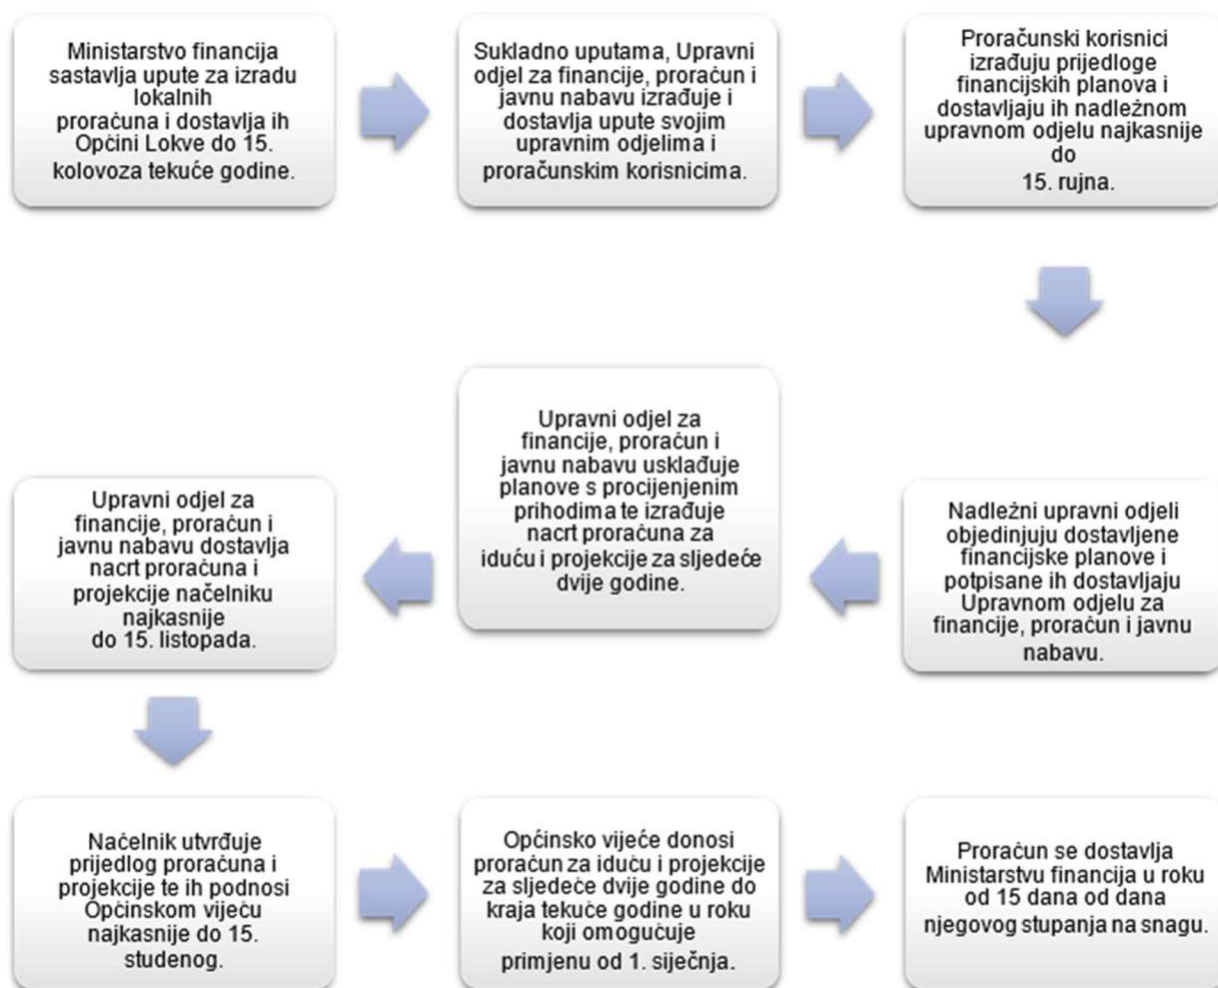 Ministarstvo financija
sastavlja upute za izradu
lokalnih
proračuna i dostavlja ih
Općini Lokve do 15.
kolovoza tekuće godine.
Sukladno uputama, Upravni
odjel za financije, proračun i
javnu nabavu izrađuje i
dostavlja upute svojim
upravnim odjelima i
proračunskim korisnicima.
Proračunski korisnici
izrađuju prijedloge
financijskih planova i
dostavljaju ih nadležnom
upravnom odjelu najkasnije
do
15. rujna.
Nadležni upravni odjeli
objedinjuju dostavljene
financijske planove i
potpisane ih dostavljaju
Upravnom odjelu za
financije, proračun i javnu
nabavu.
Upravni odjel za
financije, proračun i
javnu nabavu usklađuje
planove s procijenjenim
prihodima te izrađuje
nacrt proračuna za
iduću i projekcije za sljedeće
dvije godine.
Upravni odjel za
financije, proračun i
javnu nabavu dostavlja
nacrt proračuna i
projekcije načelniku
najkasnije
do 15. listopada.
Načelnik utvrđuje
prijedlog proračuna i
projekcije te ih podnosi
Općinskom vijeću
najkasnije do 15.
studenog.
Općinsko vijeće donosi
proračun za iduću i projekcije
za sljedeće dvije godine do
kraja tekuće godine u roku
koji omogućuje
primjenu od 1. siječnja.
Proračun se dostavlja
Ministarstvu financija u roku
od 15 dana od dana
njegovog stupanja na snagu.